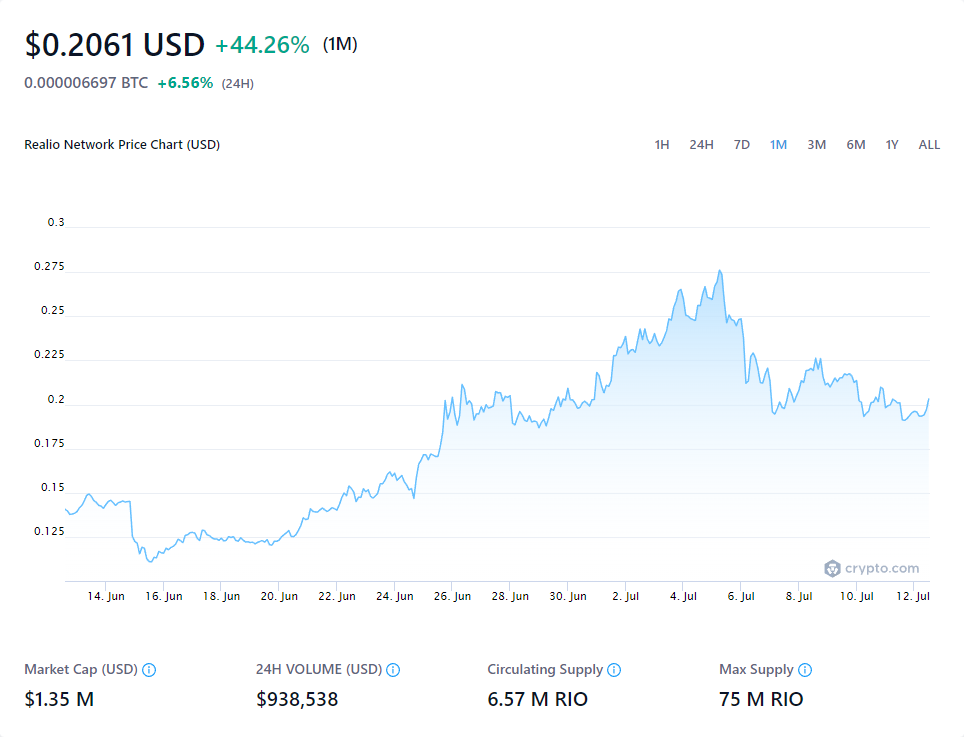 $0.2061 USD +44.26% (1M)
0.000006697 BTC +6.56% (24H)
Realio Network Price Chart (USD)
1H 24H 7D 1M 3M 6M 1Y ALL
0.3
0.275
0.25
0.225
0.2
0.175
0.15
0.125
crypto.com
14. Jun 16. Jun 18. Jun 20. Jun 22. Jun 24. Jun 26. Jun 28. Jun 30. Jun 2. Jul 4. Jul 6. Jul 8. Jul 10. Jul 12. Jul
Market Cap (USD) 24H VOLUME (USD) Circulating Supply Max Supply
$1.35 M $938,538 6.57 M RIO 75 M RIO